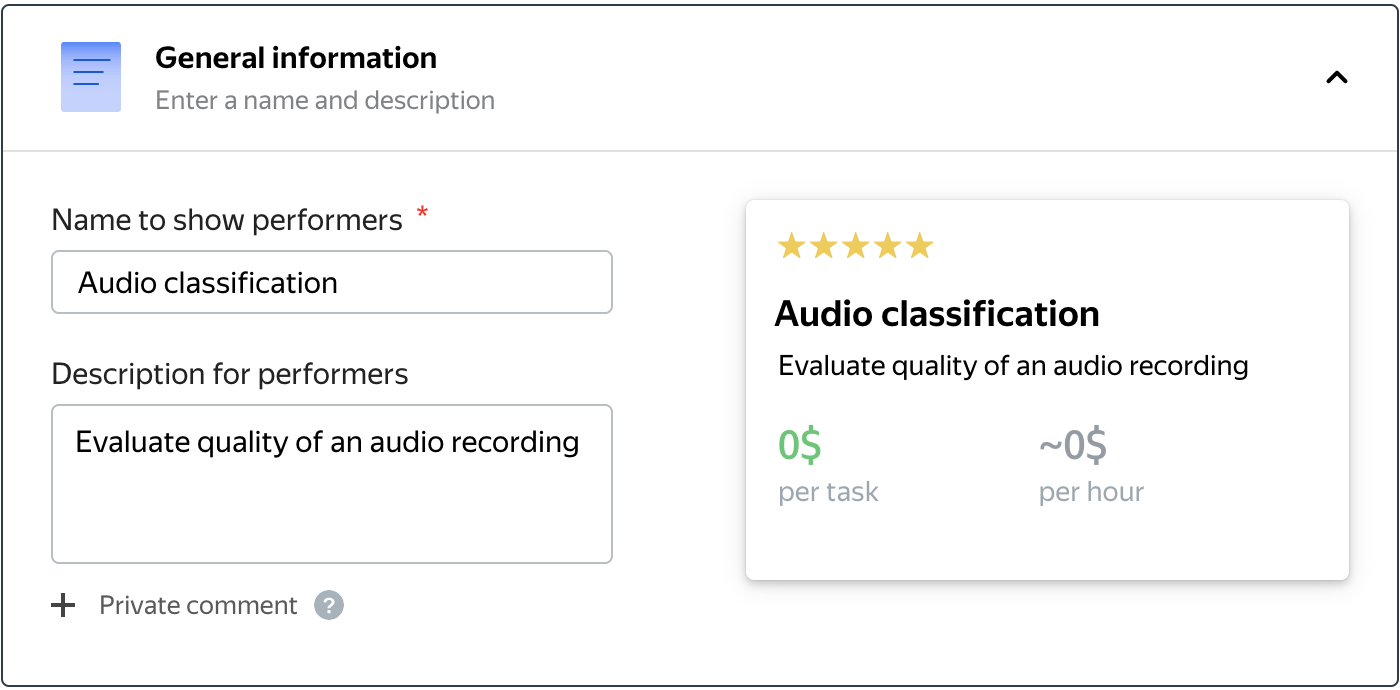 General information
Enter a name and description
Name to show performers *
Audio classification
Description for performers
Evaluate quality of an audio recording
+ Private comment ?
Audio classification
Evaluate quality of an audio recording
0$ ~0$
per task per hour